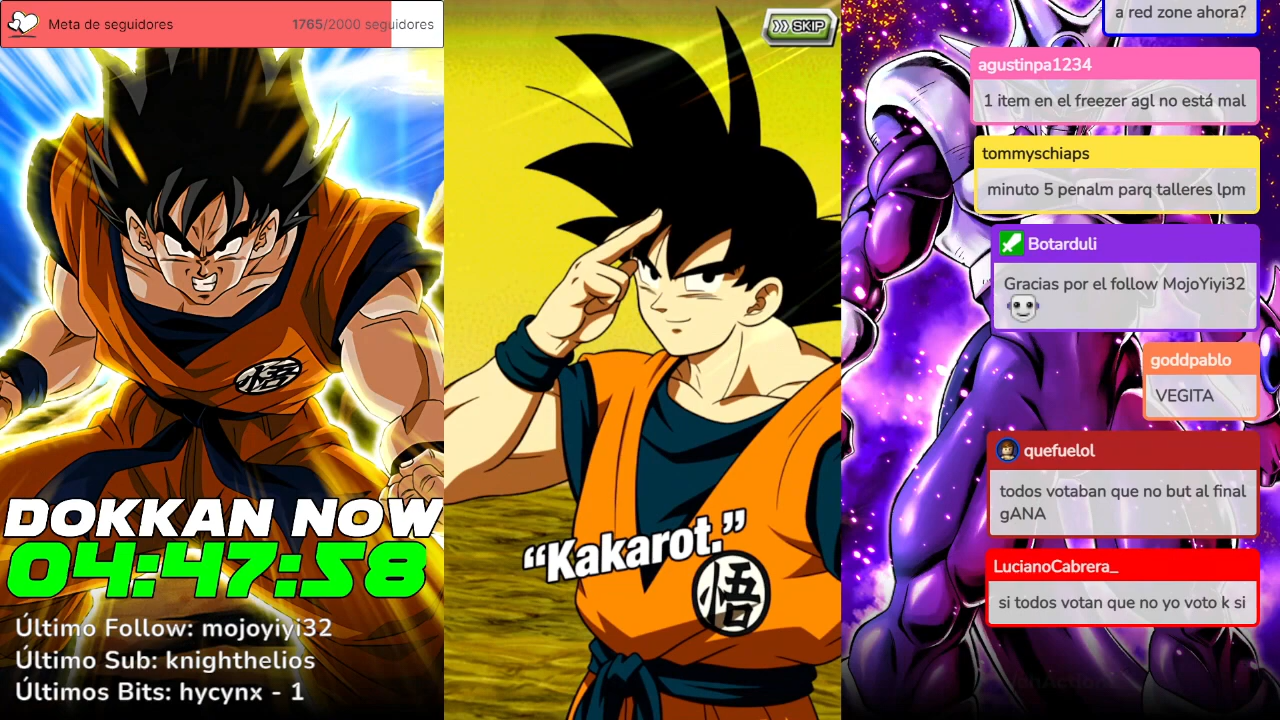 Meta de seguidores
1765/2000 seguidores
DOKKAN NOW
04:47:58
Último Follow: mojoyiyi32
Último Sub: knighthelios
Últimos Bits: hycynx - 1
SKIP
“Kakarot.”
悟
a red zone ahora?
agustinpa1234
1 item en el freezer agl no está mal
tommyschiaps
minuto 5 penalm parq talleres lpm
Botarduli
Gracias por el follow MojoYiyi32
goddpablo
VEGITA
quefuelol
todos votaban que no but al final
gANA
LucianoCabrera_
si todos votan que no yo voto k si